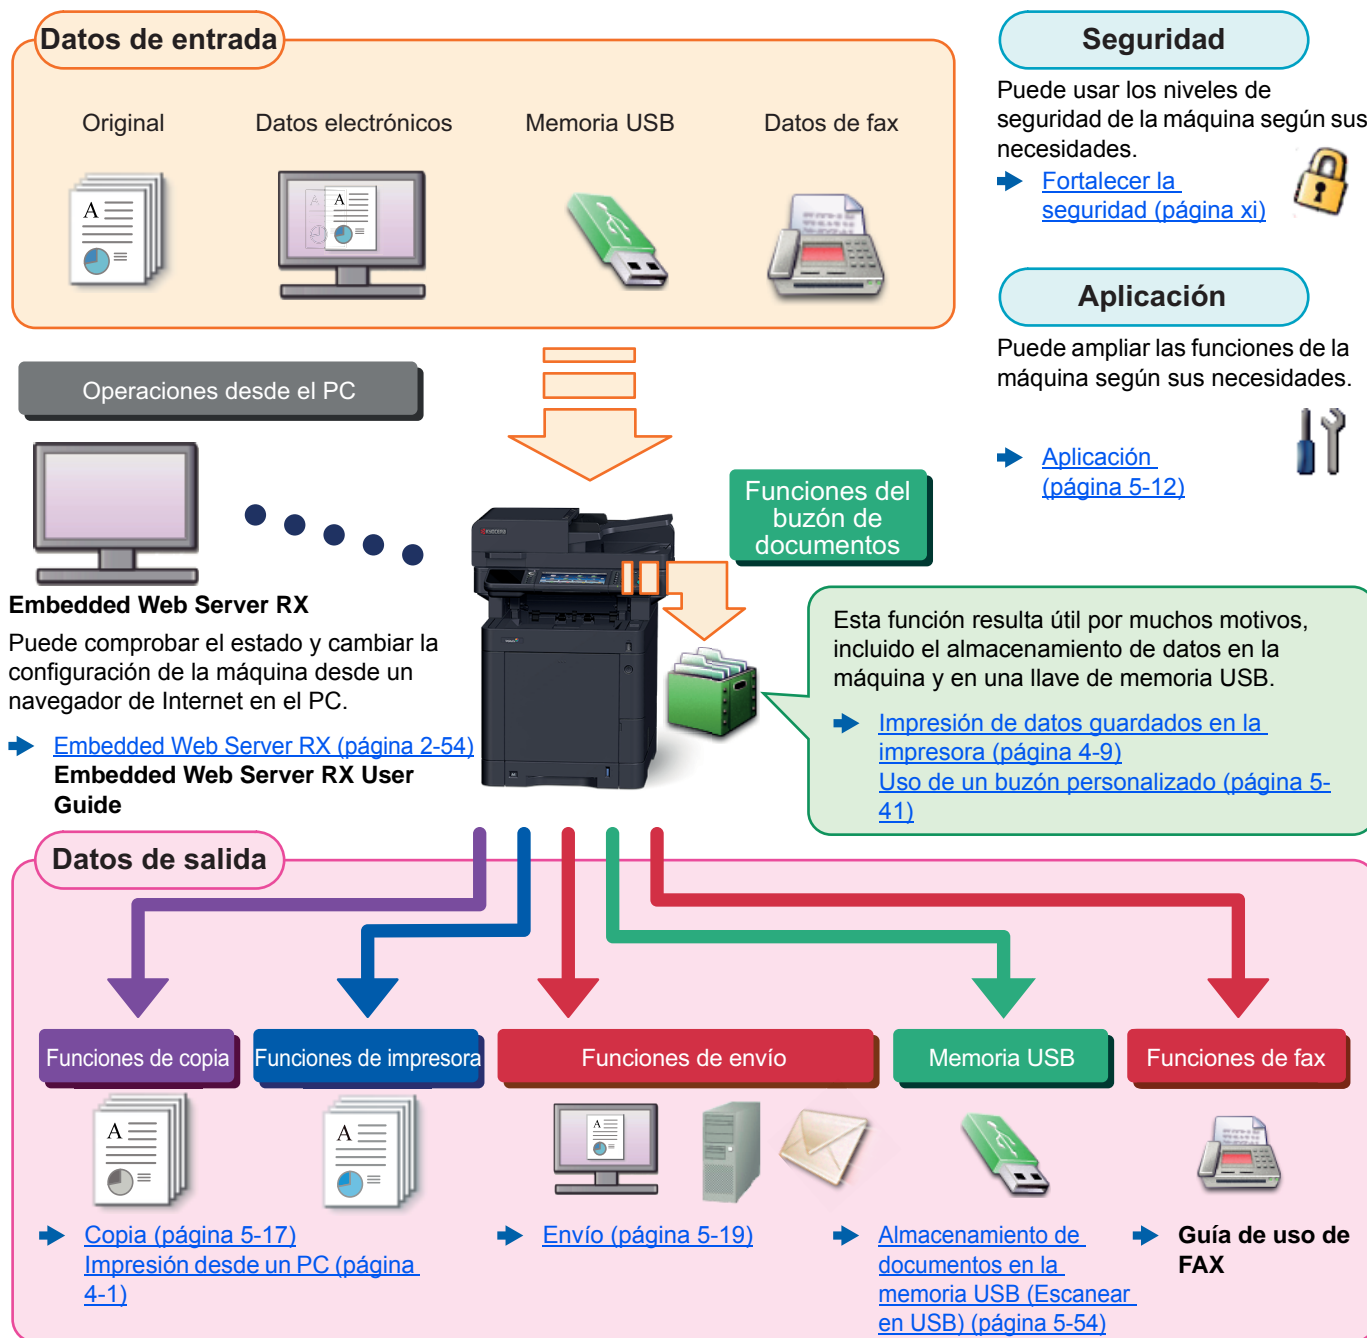 Datos de entrada
Original
Datos electrónicos
Memoria USB
Datos de fax
Seguridad
Puede usar los niveles de
seguridad de la máquina según sus
necesidades.
Fortalecer la
seguridad (página xi)
Aplicación
Puede ampliar las funciones de la
máquina según sus necesidades.
Aplicación
(página 5-12)
Operaciones desde el PC
Embedded Web Server RX
Puede comprobar el estado y cambiar la
configuración de la máquina desde un
navegador de Internet en el PC.
Embedded Web Server RX (página 2-54)
Embedded Web Server RX User
Guide
Funciones del
buzón de
documentos
Esta función resulta útil por muchos motivos,
incluido el almacenamiento de datos en la
máquina y en una llave de memoria USB.
Impresión de datos guardados en la
impresora (página 4-9)
Uso de un buzón personalizado (página 5-
41)
Datos de salida
Funciones de copia
Funciones de impresora
Funciones de envío
Memoria USB
Funciones de fax
A
A
A
Copia (página 5-17)
Impresión desde un PC (página
4-1)
Envío (página 5-19)
Almacenamiento de
documentos en la
memoria USB (Escanear
en USB) (página 5-54)
Guía de uso de
FAX